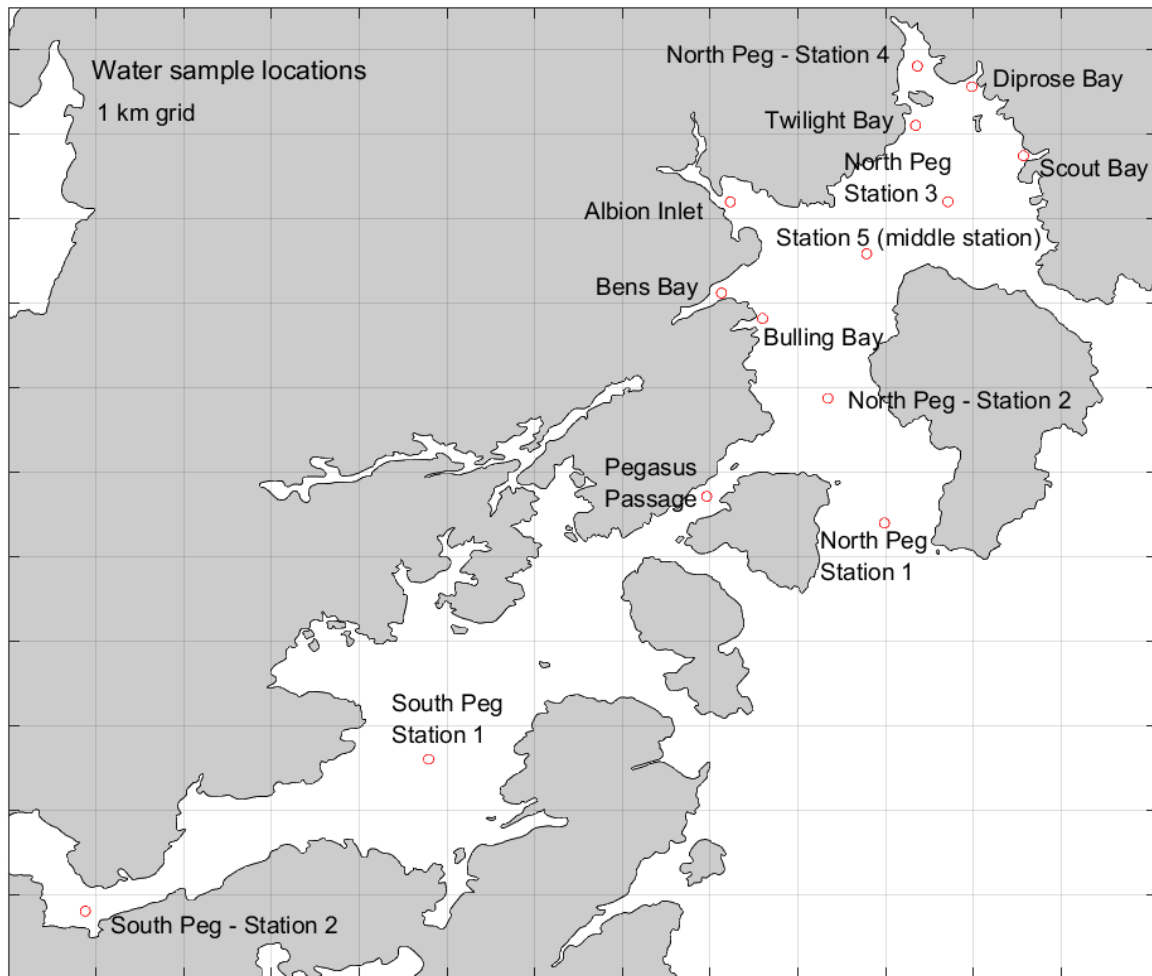 North Peg - Station 4
Water sample locations
Diprose Bay
1 km grid
Twilight Bay
North Peg
Station 3
Scout Bay
Albion Inlet
Station 5 (middle station)
Bens Bay
Bulling Bay
North Peg - Station 2
Pegasus
Passage
North Peg
Station 1
South Peg
Station 1
South Peg - Station 2